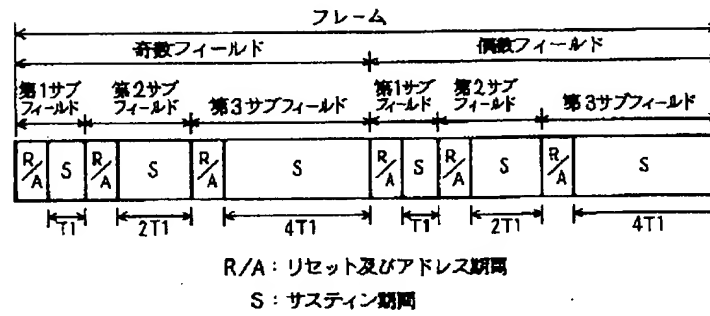 フレーム
奇数フィールド 偶数フィールド
第1サブフィールド 第2サブフィールド 第3サブフィールド 第1サブフィールド 第2サブフィールド 第3サブフィールド
R/A S R/A S R/A S R/A S R/A S R/A S
T1 2T1 4T1 T1 2T1 4T1
R/A:リセット及びアドレス期間
S:サスティン期間